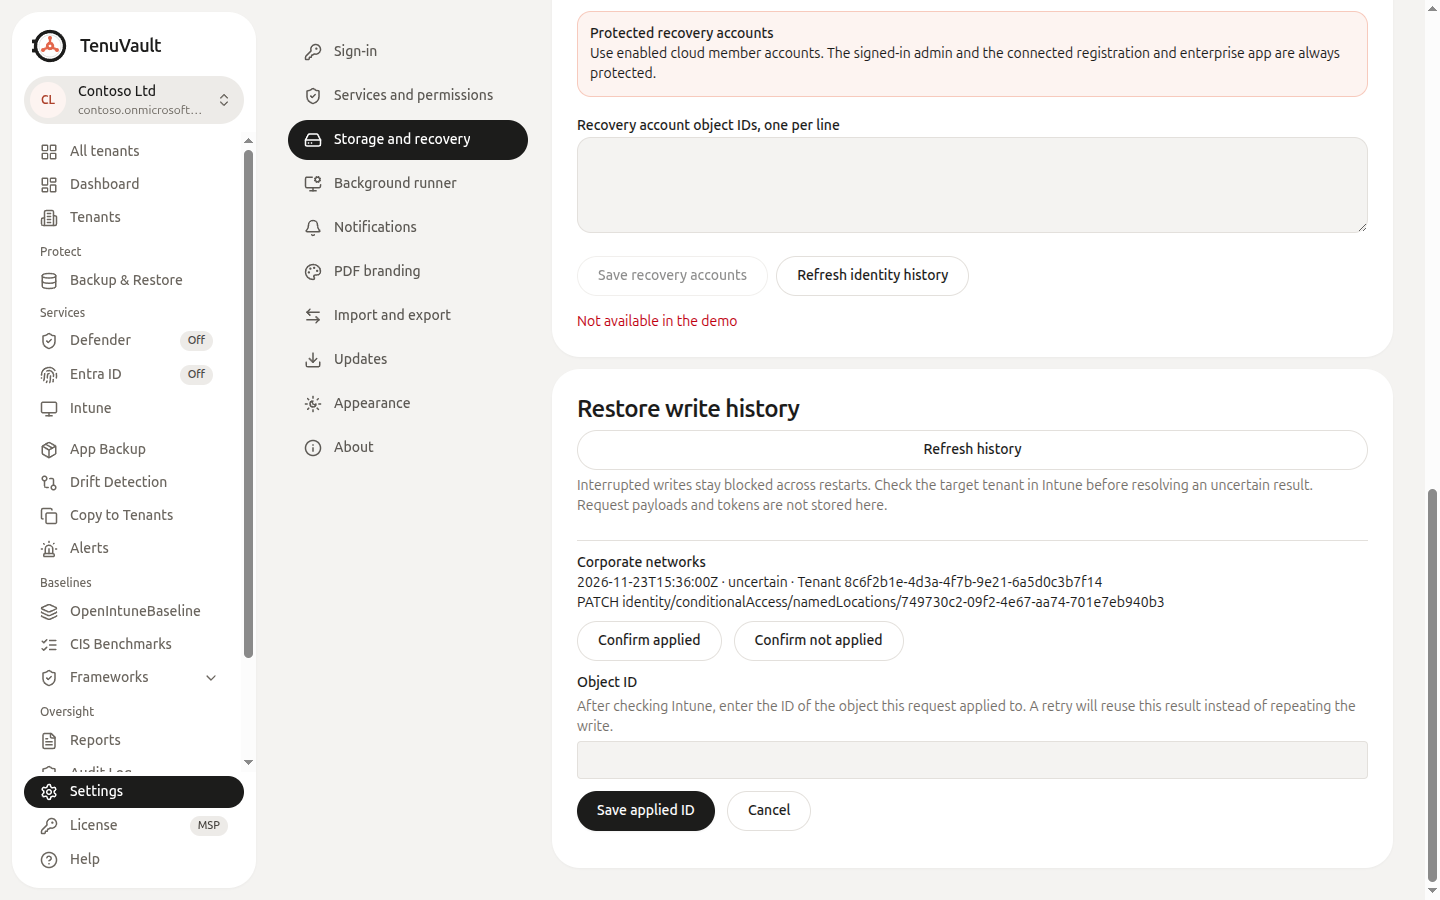 TenuVault
CL
Contoso Ltd
contoso.onmicrosoft...
All tenants
Dashboard
Tenants
Protect
Backup & Restore
Services
Defender Off
Entra ID Off
Intune
App Backup
Drift Detection
Copy to Tenants
Alerts
Baselines
OpenIntuneBaseline
CIS Benchmarks
Frameworks
Oversight
Reports
Audit Log
Settings
License MSP
Help
Sign-in
Services and permissions
Storage and recovery
Background runner
Notifications
PDF branding
Import and export
Updates
Appearance
About
Protected recovery accounts
Use enabled cloud member accounts. The signed-in admin and the connected registration and enterprise app are always
protected.
Recovery account object IDs, one per line
Save recovery accounts Refresh identity history
Not available in the demo
Restore write history
Refresh history
Interrupted writes stay blocked across restarts. Check the target tenant in Intune before resolving an uncertain result.
Request payloads and tokens are not stored here.
Corporate networks
2026-11-23T15:36:00Z · uncertain · Tenant 8c6f2b1e-4d3a-4f7b-9e21-6a5d0c3b7f14
PATCH identity/conditionalAccess/namedLocations/749730c2-09f2-4e67-aa74-701e7eb940b3
Confirm applied Confirm not applied
Object ID
After checking Intune, enter the ID of the object this request applied to. A retry will reuse this result instead of repeating the
write.
Save applied ID Cancel